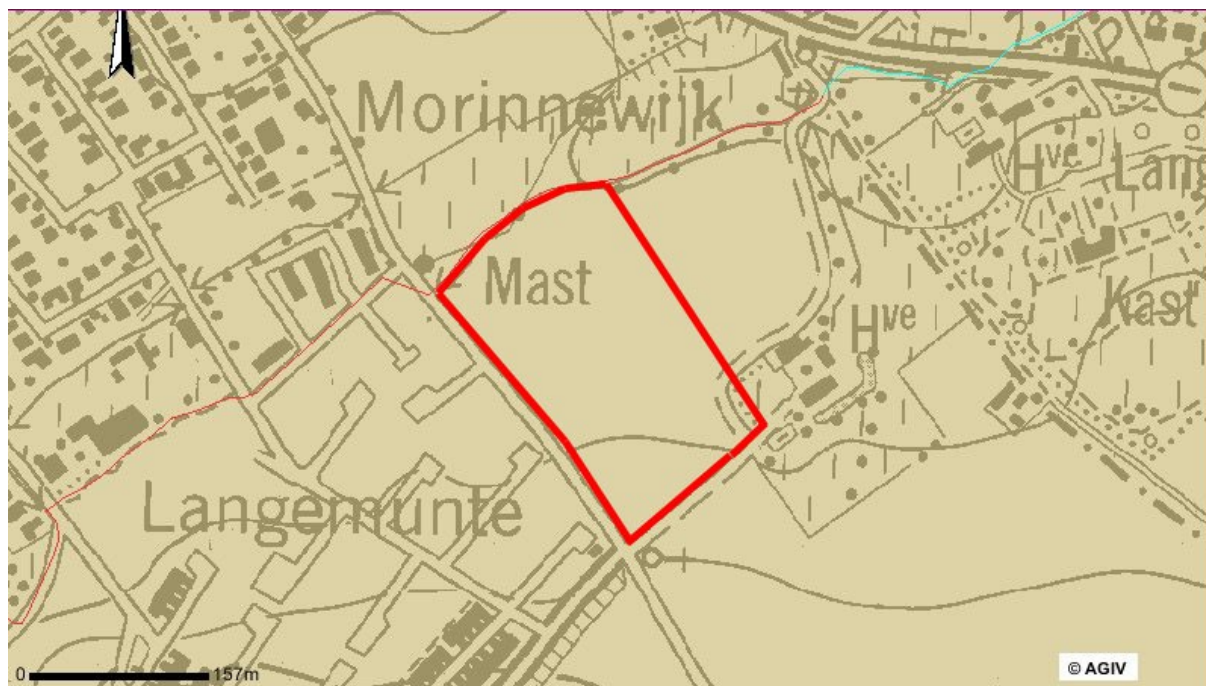 Morinnewijk
Hve
Lang
Mast
Hve
Kast
Langemunte
0 157m
© AGIV